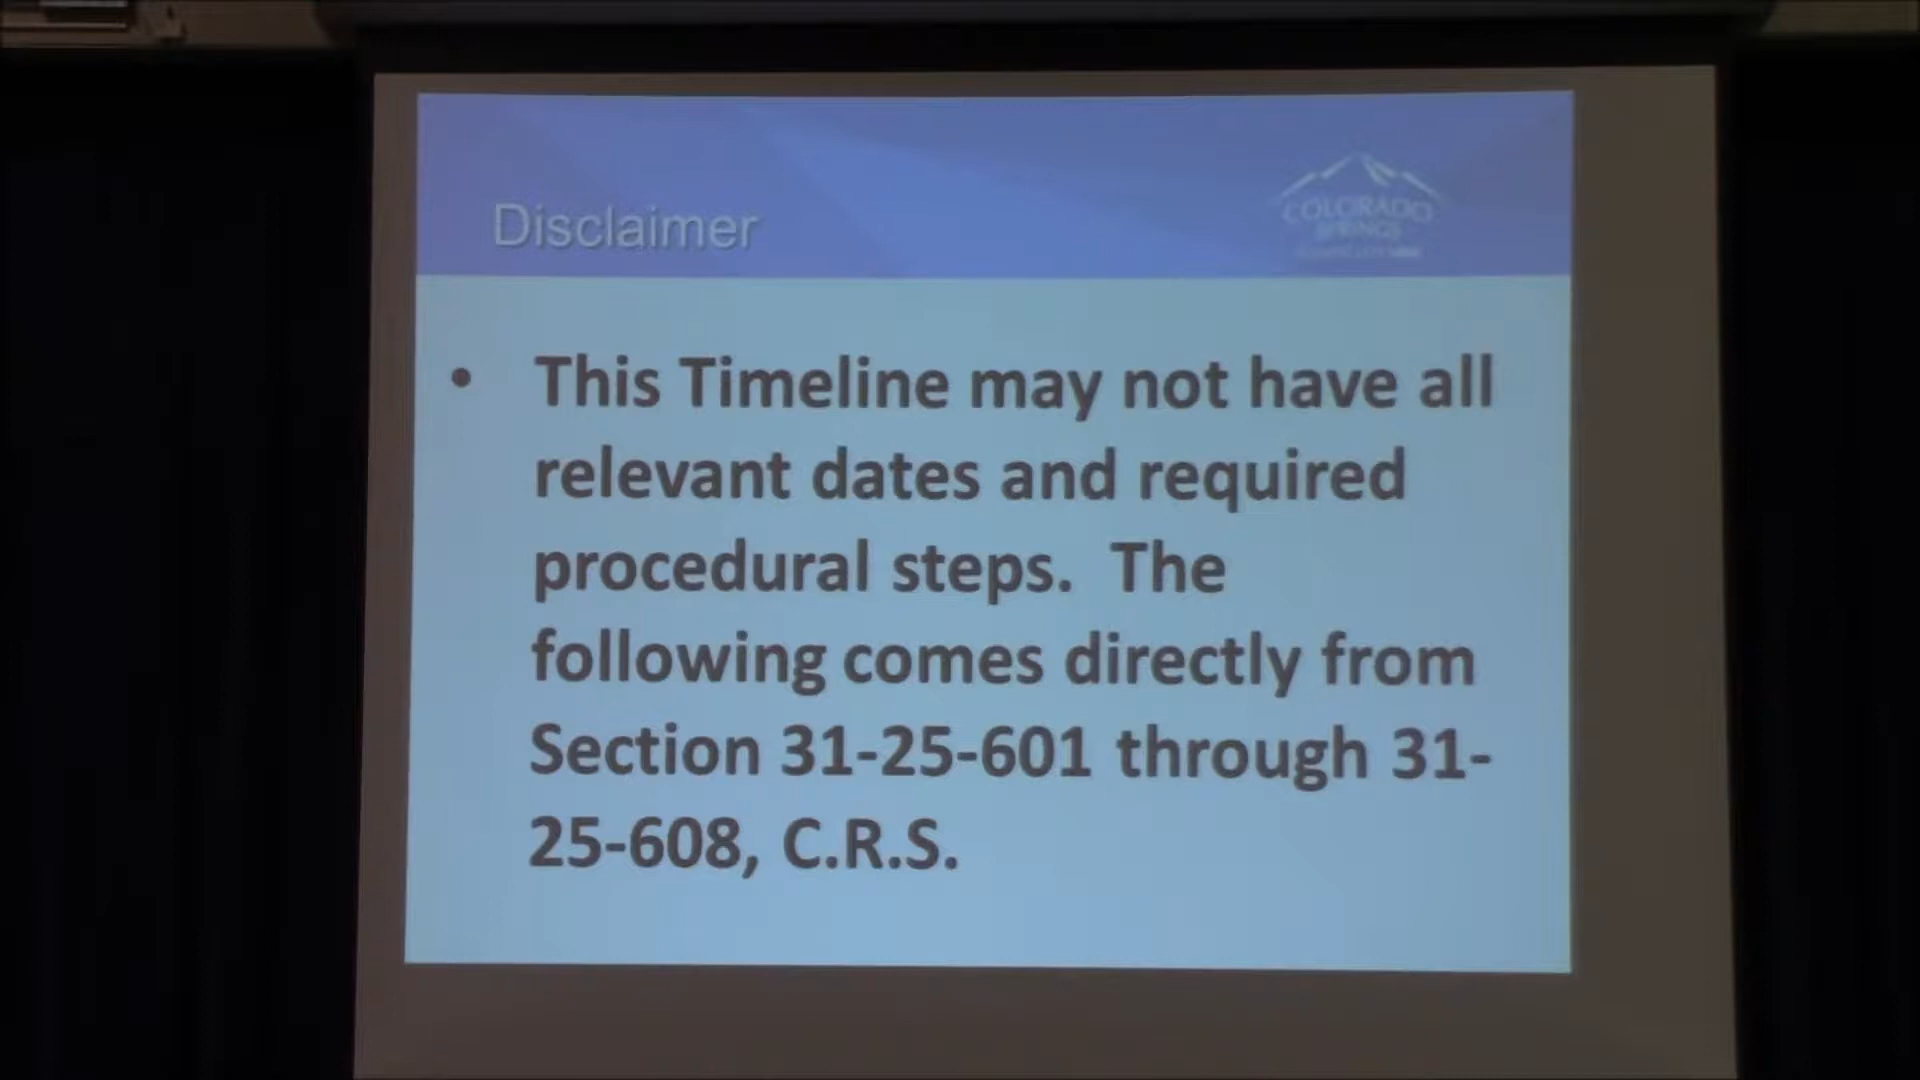 Disclaimer
COLORADO
SPRINGS
• This Timeline may not have all
relevant dates and required
procedural steps. The
following comes directly from
Section 31-25-601 through 31-
25-608, C.R.S.